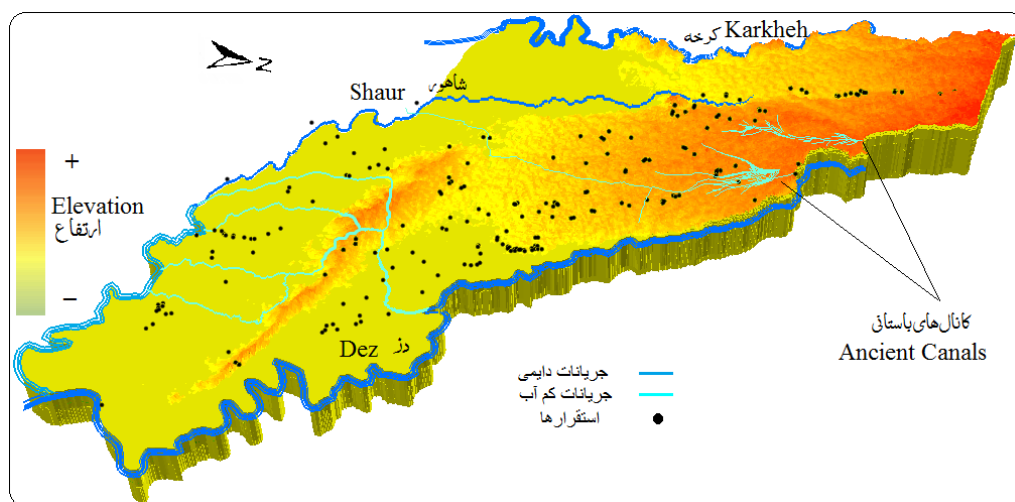 کرخه Karkheh
شاهور
Shaur
N
+
Elevation
ارتفاع
−
کانال‌های باستانی
Ancient Canals
Dez دز
جریانات دایمی
جریانات کم آب
استقرارها